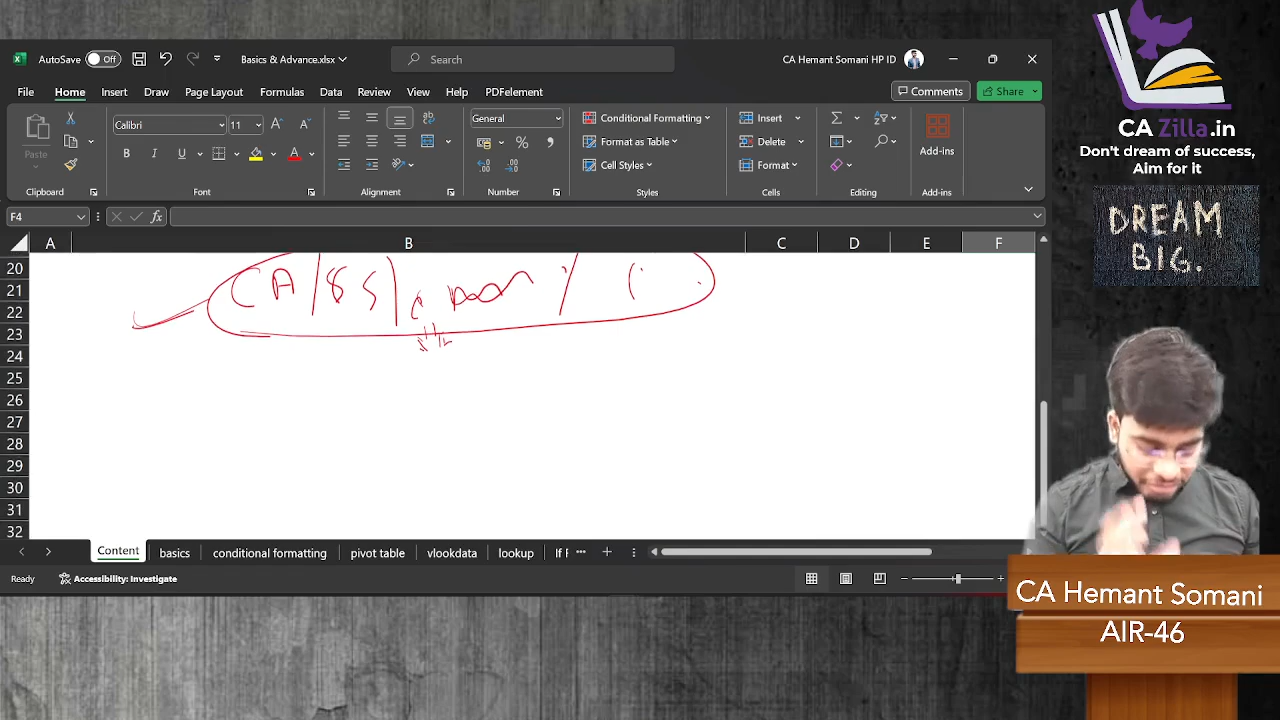 AutoSave Off Basics & Advance.xlsx Search CA Hemant Somani HP ID
File Home Insert Draw Page Layout Formulas Data Review View Help PDFelement Comments Share
Paste
Clipboard
Calibri 11
B I U
Font
Alignment
General
% ,
Number
Conditional Formatting
Format as Table
Cell Styles
Styles
Insert
Delete
Format
Cells
Editing
Add-ins
Add-ins
F4 fx
A B C D E F
20
21
22
23
24
25
26
27
28
29
30
31
32
CA
Content basics conditional formatting pivot table vlookdata lookup If F
Ready Accessibility: Investigate
CA Zilla.in
Don't dream of success,
Aim for it
DREAM
BIG.
CA Hemant Somani
AIR-46